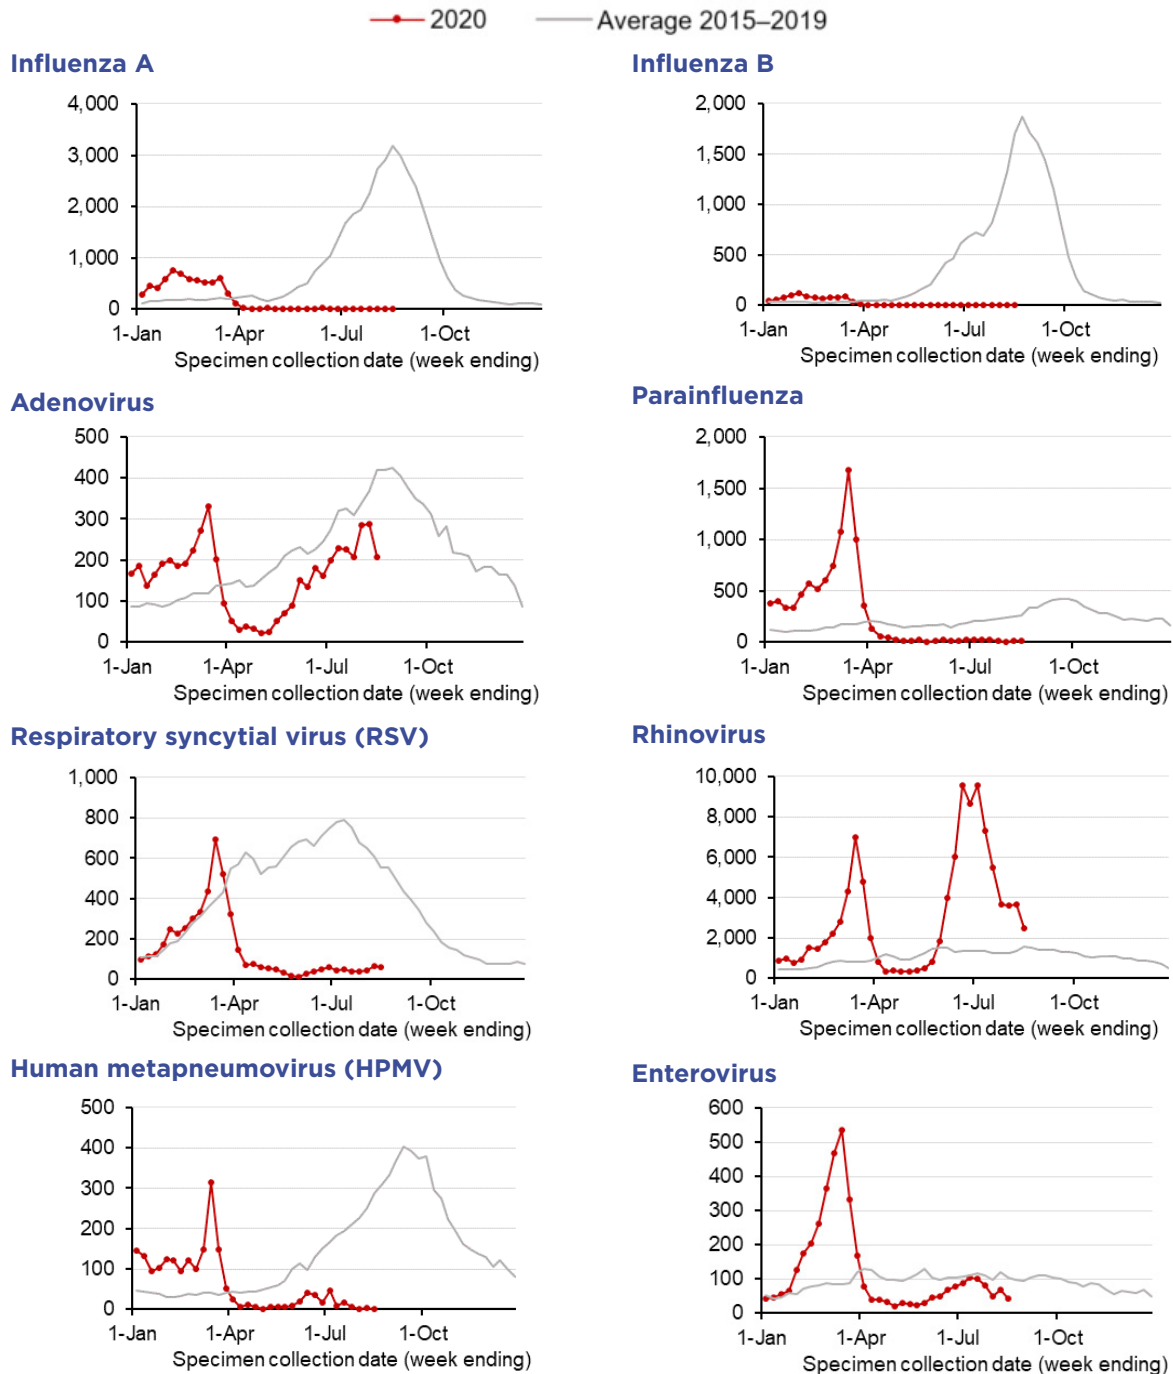 2020 Average 2015–2019
Influenza A
4,000
3,000
2,000
1,000
0
1-Jan 1-Apr 1-Jul 1-Oct
Specimen collection date (week ending)
Influenza B
2,000
1,500
1,000
500
0
1-Jan 1-Apr 1-Jul 1-Oct
Specimen collection date (week ending)
Adenovirus
500
400
300
200
100
0
1-Jan 1-Apr 1-Jul 1-Oct
Specimen collection date (week ending)
Parainfluenza
2,000
1,500
1,000
500
0
1-Jan 1-Apr 1-Jul 1-Oct
Specimen collection date (week ending)
Respiratory syncytial virus (RSV)
1,000
800
600
400
200
0
1-Jan 1-Apr 1-Jul 1-Oct
Specimen collection date (week ending)
Rhinovirus
10,000
8,000
6,000
4,000
2,000
0
1-Jan 1-Apr 1-Jul 1-Oct
Specimen collection date (week ending)
Human metapneumovirus (HPMV)
500
400
300
200
100
0
1-Jan 1-Apr 1-Jul 1-Oct
Specimen collection date (week ending)
Enterovirus
600
500
400
300
200
100
0
1-Jan 1-Apr 1-Jul 1-Oct
Specimen collection date (week ending)